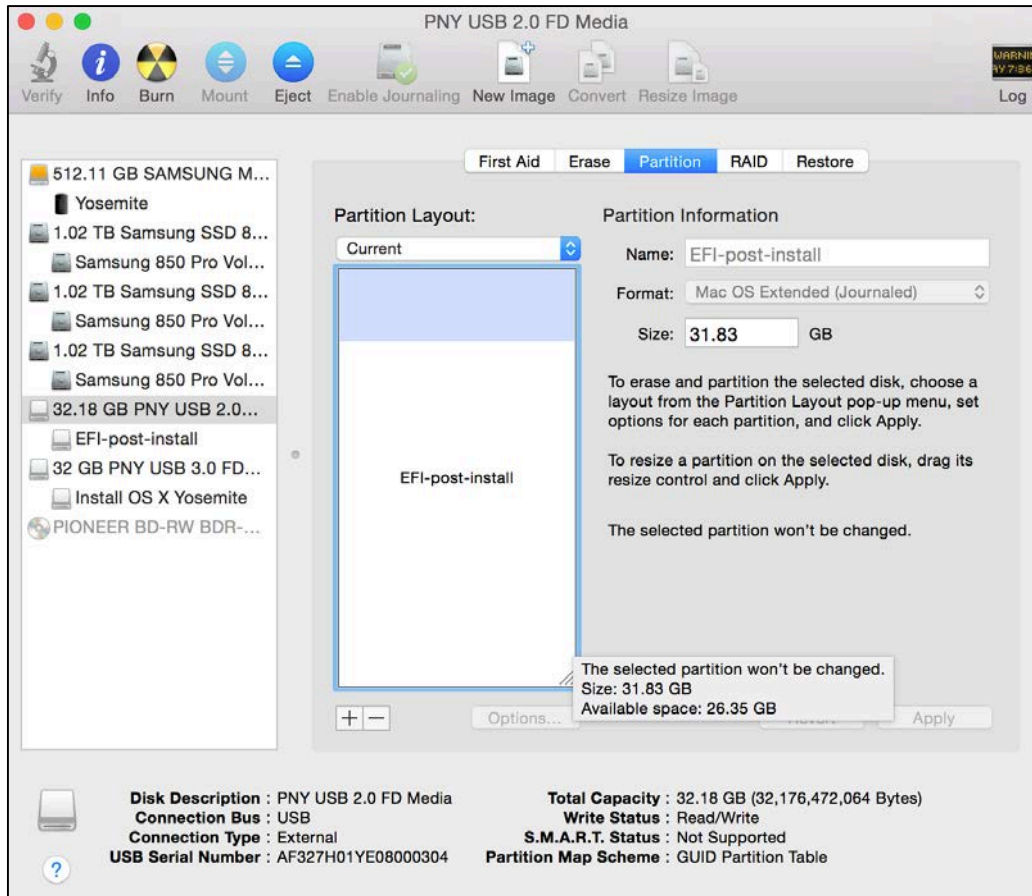 PNY USB 2.0 FD Media
Verify Info Burn Mount Eject Enable Journaling New Image Convert Resize Image Log
First Aid Erase Partition RAID Restore
512.11 GB SAMSUNG M...
Yosemite
1.02 TB Samsung SSD 8...
Samsung 850 Pro Vol...
1.02 TB Samsung SSD 8...
Samsung 850 Pro Vol...
1.02 TB Samsung SSD 8...
Samsung 850 Pro Vol...
32.18 GB PNY USB 2.0...
EFI-post-install
32 GB PNY USB 3.0 FD...
Install OS X Yosemite
PIONEER BD-RW BDR-...
Partition Layout:
Current
EFI-post-install
Partition Information
Name: EFI-post-install
Format: Mac OS Extended (Journaled)
Size: 31.83 GB
To erase and partition the selected disk, choose a
layout from the Partition Layout pop-up menu, set
options for each partition, and click Apply.
To resize a partition on the selected disk, drag its
resize control and click Apply.
The selected partition won't be changed.
The selected partition won't be changed.
Size: 31.83 GB
Available space: 26.35 GB
+ −
Options... Apply
Disk Description : PNY USB 2.0 FD Media
Connection Bus : USB
Connection Type : External
USB Serial Number : AF327H01YE08000304
Total Capacity : 32.18 GB (32,176,472,064 Bytes)
Write Status : Read/Write
S.M.A.R.T. Status : Not Supported
Partition Map Scheme : GUID Partition Table
?